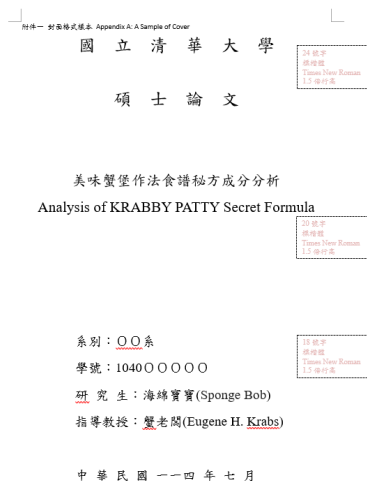 附件一 封面格式樣本 Appendix A: A Sample of Cover
國 立 清 華 大 學
24 號字
標楷體
Times New Roman
1.5 倍行高
碩 士 論 文
美味蟹堡作法食譜秘方成分分析
Analysis of KRABBY PATTY Secret Formula
20 號字
標楷體
Times New Roman
1.5 倍行高
系別：○○系
18 號字
標楷體
Times New Roman
1.5 倍行高
學號：1040○○○○○
研 究 生：海綿寶寶(Sponge Bob)
指導教授：蟹老闆(Eugene H. Krabs)
中 華 民 國 一一四 年 七 月